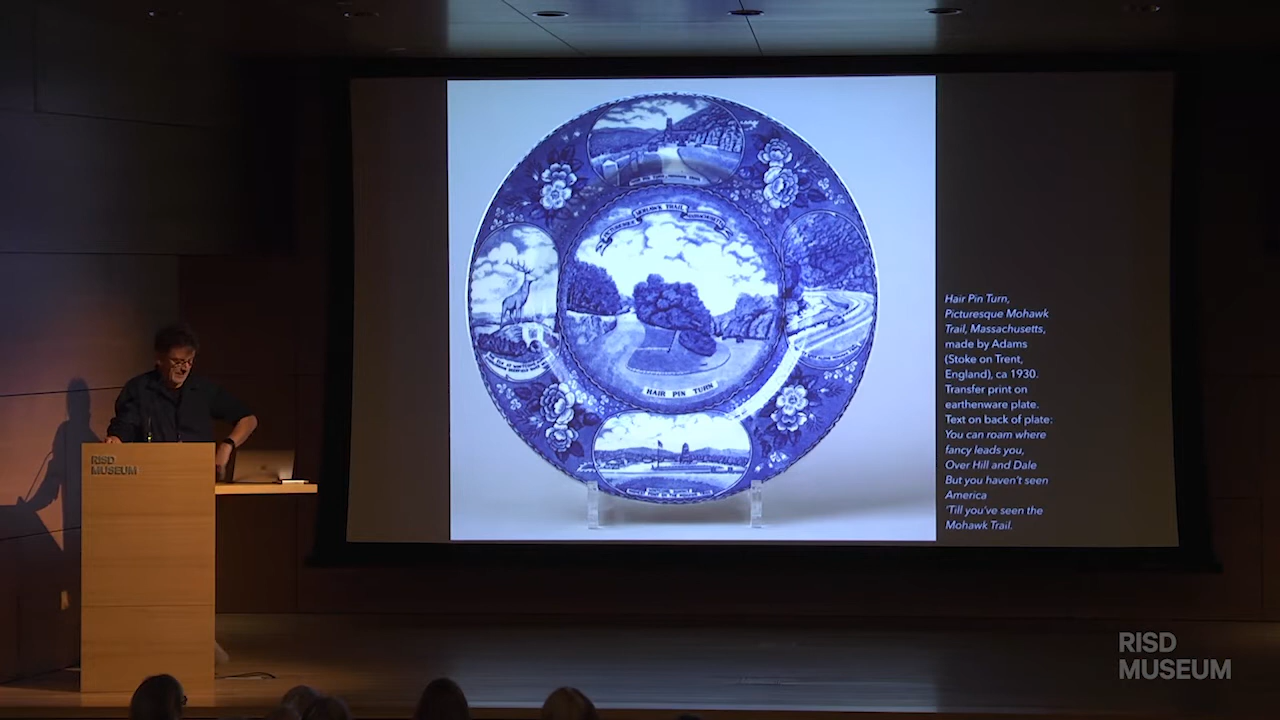 PICTURESQUE MOHAWK TRAIL MASSACHUSETTS
HAIR PIN TURN
Hair Pin Turn,
Picturesque Mohawk
Trail, Massachusetts,
made by Adams
(Stoke on Trent,
England), ca 1930.
Transfer print on
earthenware plate.
Text on back of plate:
You can roam where
fancy leads you,
Over Hill and Dale
But you haven't seen
America
'Till you've seen the
Mohawk Trail.
RISD
MUSEUM
RISD
MUSEUM